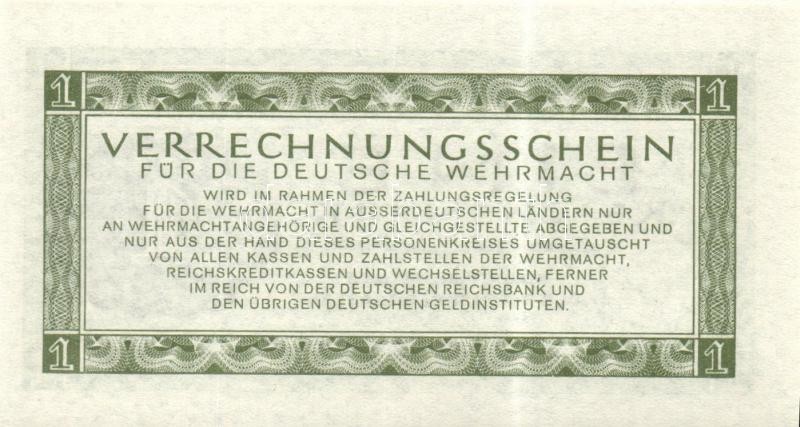 1 1
VERRECHNUNGSSCHEIN
FÜR DIE DEUTSCHE WEHRMACHT
WIRD IM RAHMEN DER ZAHLUNGSREGELUNG
FÜR DIE WEHRMACHT IN AUSSERDEUTSCHEN LÄNDERN NUR
AN WEHRMACHTANGEHÖRIGE UND GLEICHGESTELLTE ABGEGEBEN UND
NUR AUS DER HAND DIESES PERSONENKREISES UMGETAUSCHT
VON ALLEN KASSEN UND ZAHLSTELLEN DER WEHRMACHT,
REICHSKREDITKASSEN UND WECHSELSTELLEN, FERNER
IM REICH VON DER DEUTSCHEN REICHSBANK UND
DEN ÜBRIGEN DEUTSCHEN GELDINSTITUTEN.
1 1